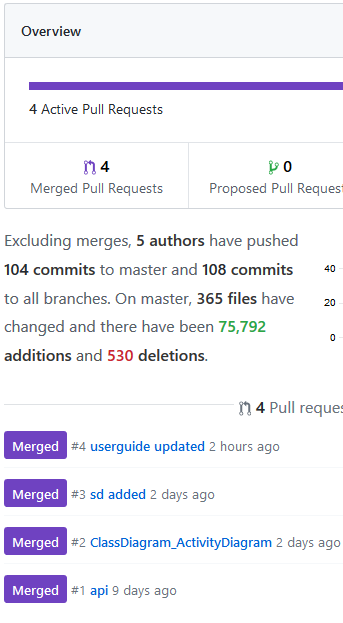 Overview
4 Active Pull Requests
4
Merged Pull Requests
0
Proposed Pull Request
Excluding merges, 5 authors have pushed
104 commits to master and 108 commits
to all branches. On master, 365 files have
changed and there have been 75,792
additions and 530 deletions.
40
20
0
4 Pull reque
Merged #4 userguide updated 2 hours ago
Merged #3 sd added 2 days ago
Merged #2 ClassDiagram_ActivityDiagram 2 days ago
Merged #1 api 9 days ago